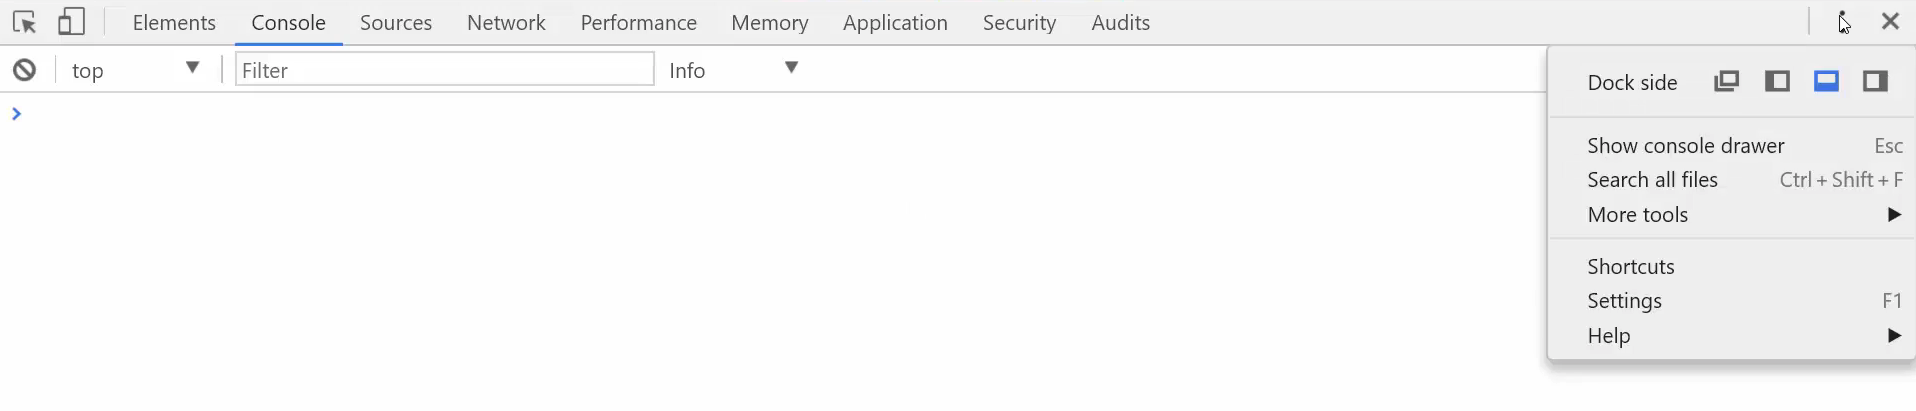 Elements Console Sources Network Performance Memory Application Security Audits
top Filter Info
Dock side
Show console drawer Esc
Search all files Ctrl + Shift + F
More tools
Shortcuts
Settings F1
Help